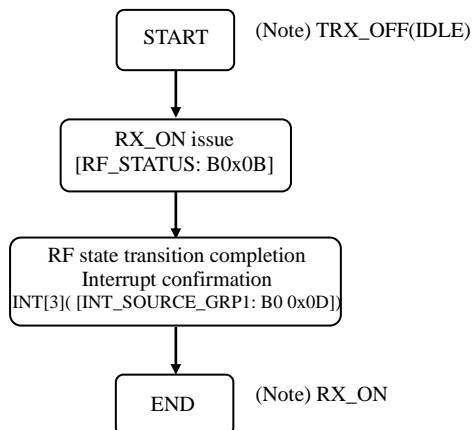 START
(Note) TRX_OFF(IDLE)
RX_ON issue
[RF_STATUS: B0x0B]
RF state transition completion
Interrupt confirmation
INT[3]( [INT_SOURCE_GRP1: B0 0x0D])
END
(Note) RX_ON